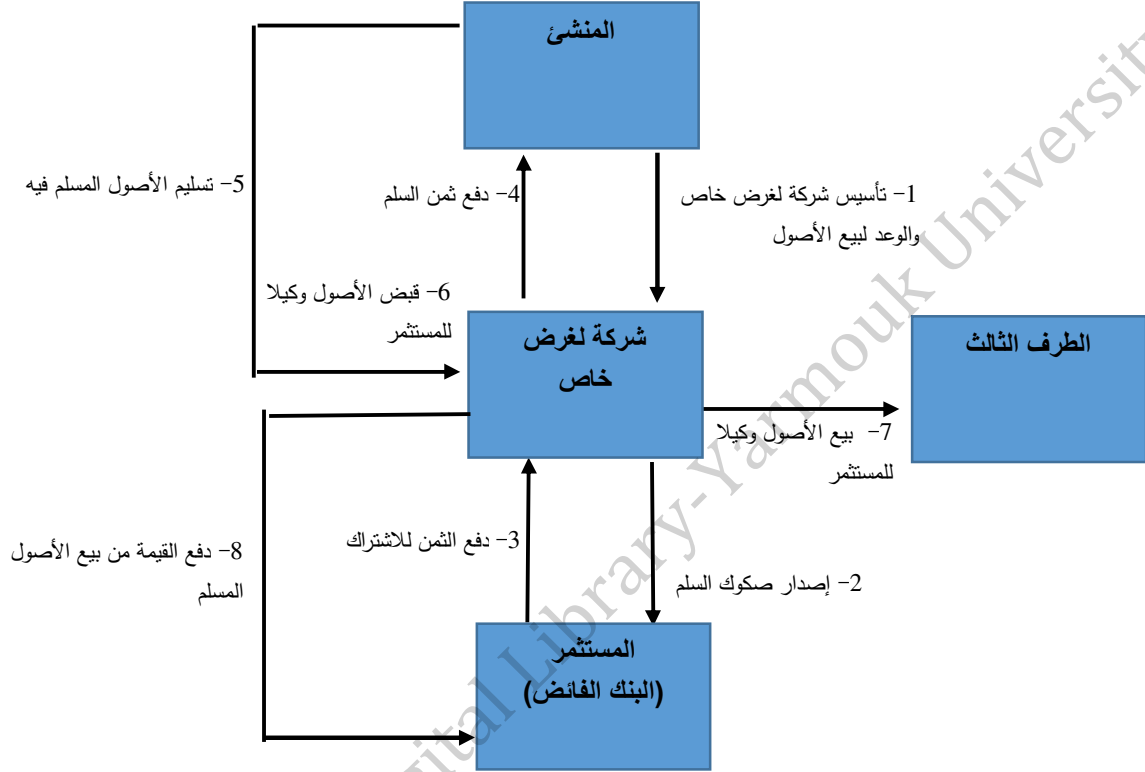 المنشئ
5- تسليم الأصول المسلم فيه
4- دفع ثمن السلم
1- تأسيس شركة لغرض خاص
والوعد لبيع الأصول
6- قبض الأصول وكيلا
للمستثمر
شركة لغرض
خاص
الطرف الثالث
7- بيع الأصول وكيلا
للمستثمر
8- دفع القيمة من بيع الأصول
المسلم
3- دفع الثمن للاشتراك
2- إصدار صكوك السلم
المستثمر
(البنك الفائض)
gital Library-Yarmouk University